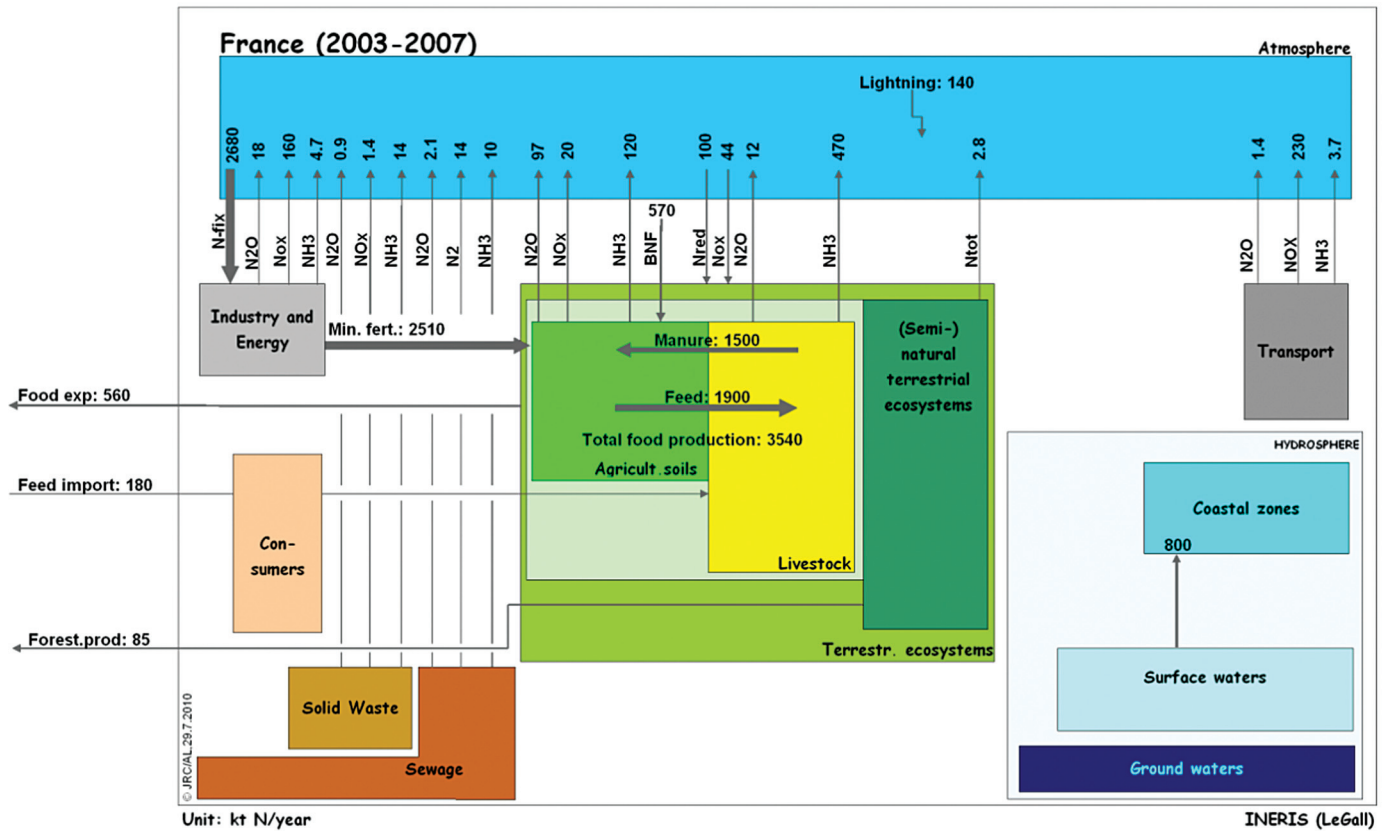 France (2003-2007)
Atmosphere
Lightning: 140
2680
18
160
4.7
0.9
1.4
14
2.1
14
10
97
20
120
100
44
12
470
2.8
1.4
230
3.7
570
N-fix
N2O
Nox
NH3
N2O
NOx
NH3
N2O
N2
NH3
N2O
NOx
NH3
BNF
Nred
Nox
N2O
NH3
Ntot
N2O
NOX
NH3
Industry and
Energy
Min. fert.: 2510
Manure: 1500
(Semi-)
natural
terrestrial
ecosystems
Transport
Food exp: 560
Feed: 1900
Total food production: 3540
Agricult.soils
HYDROSPHERE
Feed import: 180
Coastal zones
Con-
sumers
800
Livestock
Forest.prod: 85
Terrestr. ecosystems
Surface waters
Solid Waste
Sewage
Ground waters
© JRC/AL.29.7.2010
Unit: kt N/year
INERIS (LeGall)